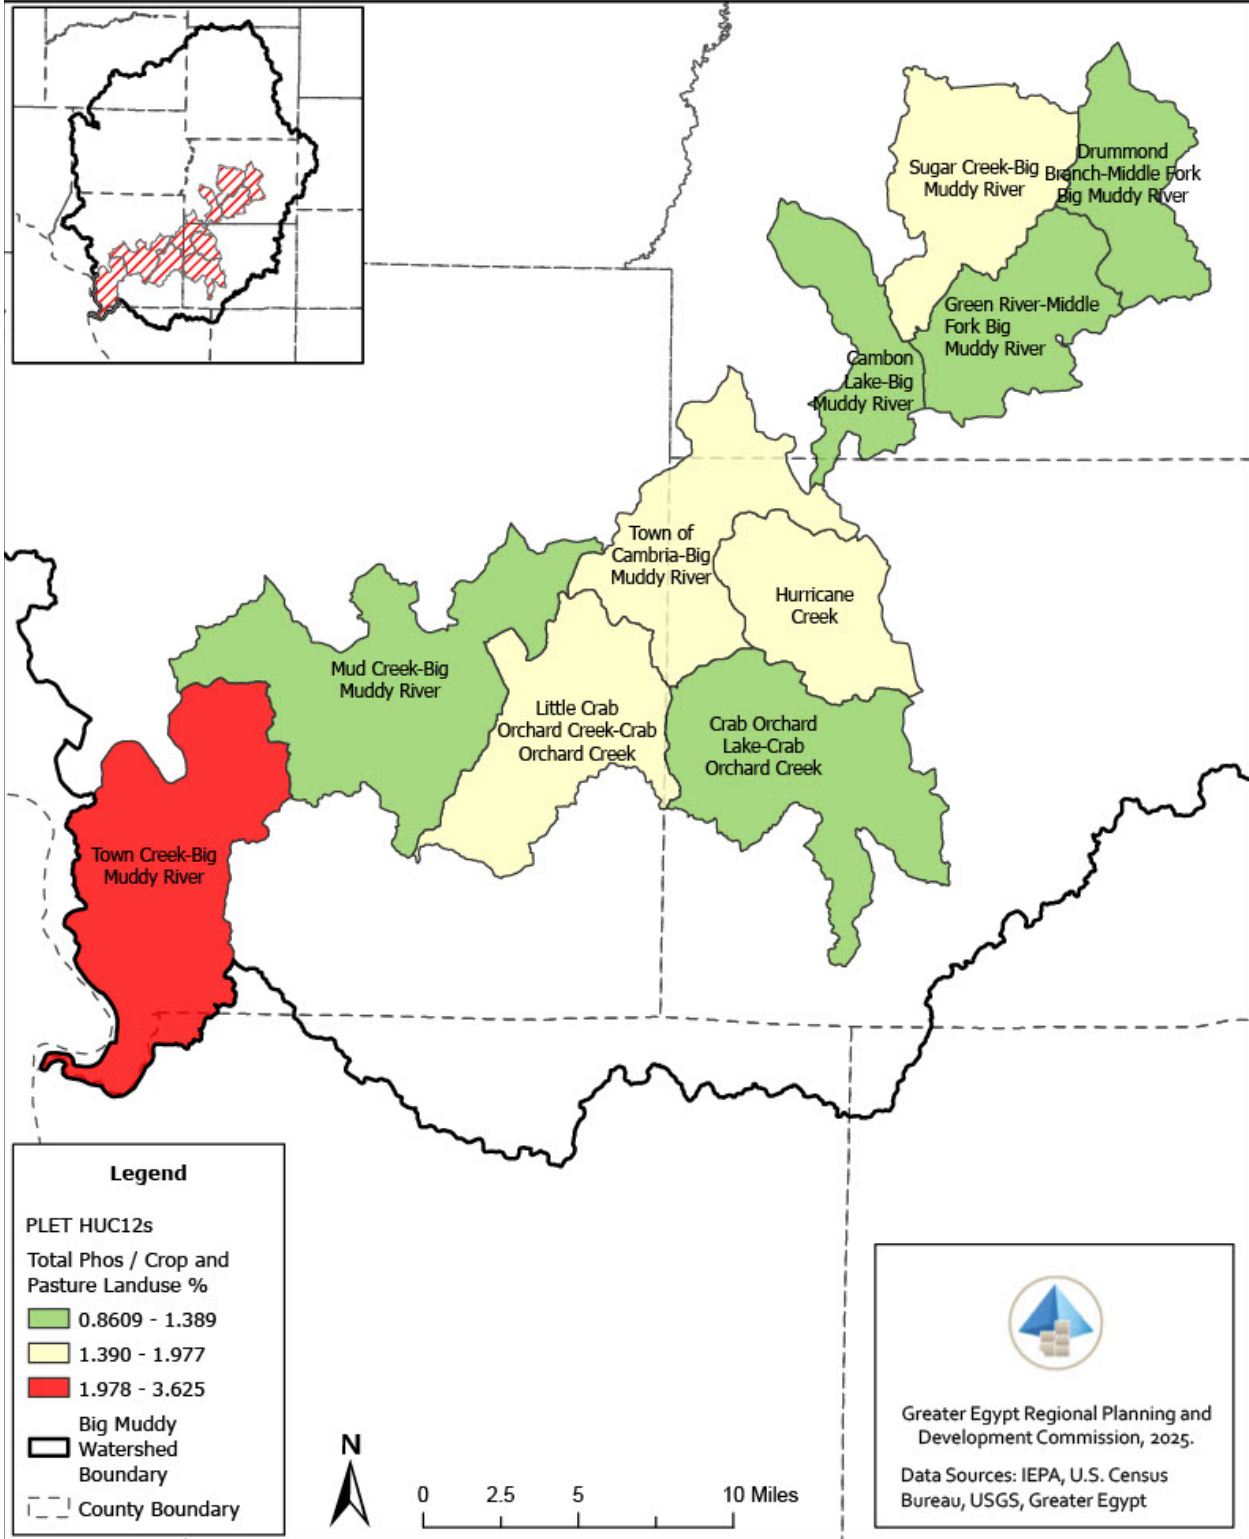 Sugar Creek-Big
Muddy River
Drummond
Branch-Middle Fork
Big Muddy River
Green River-Middle
Fork Big
Muddy River
Cambon
Lake-Big
Muddy River
Town of
Cambria-Big
Muddy River
Hurricane
Creek
Mud Creek-Big
Muddy River
Little Crab
Orchard Creek-Crab
Orchard Creek
Crab Orchard
Lake-Crab
Orchard Creek
Town Creek-Big
Muddy River
Legend
PLET HUC12s
Total Phos / Crop and
Pasture Landuse %
0.8609 - 1.389
1.390 - 1.977
1.978 - 3.625
Big Muddy
Watershed
Boundary
County Boundary
N
0 2.5 5 10 Miles
Greater Egypt Regional Planning and
Development Commission, 2025.
Data Sources: IEPA, U.S. Census
Bureau, USGS, Greater Egypt